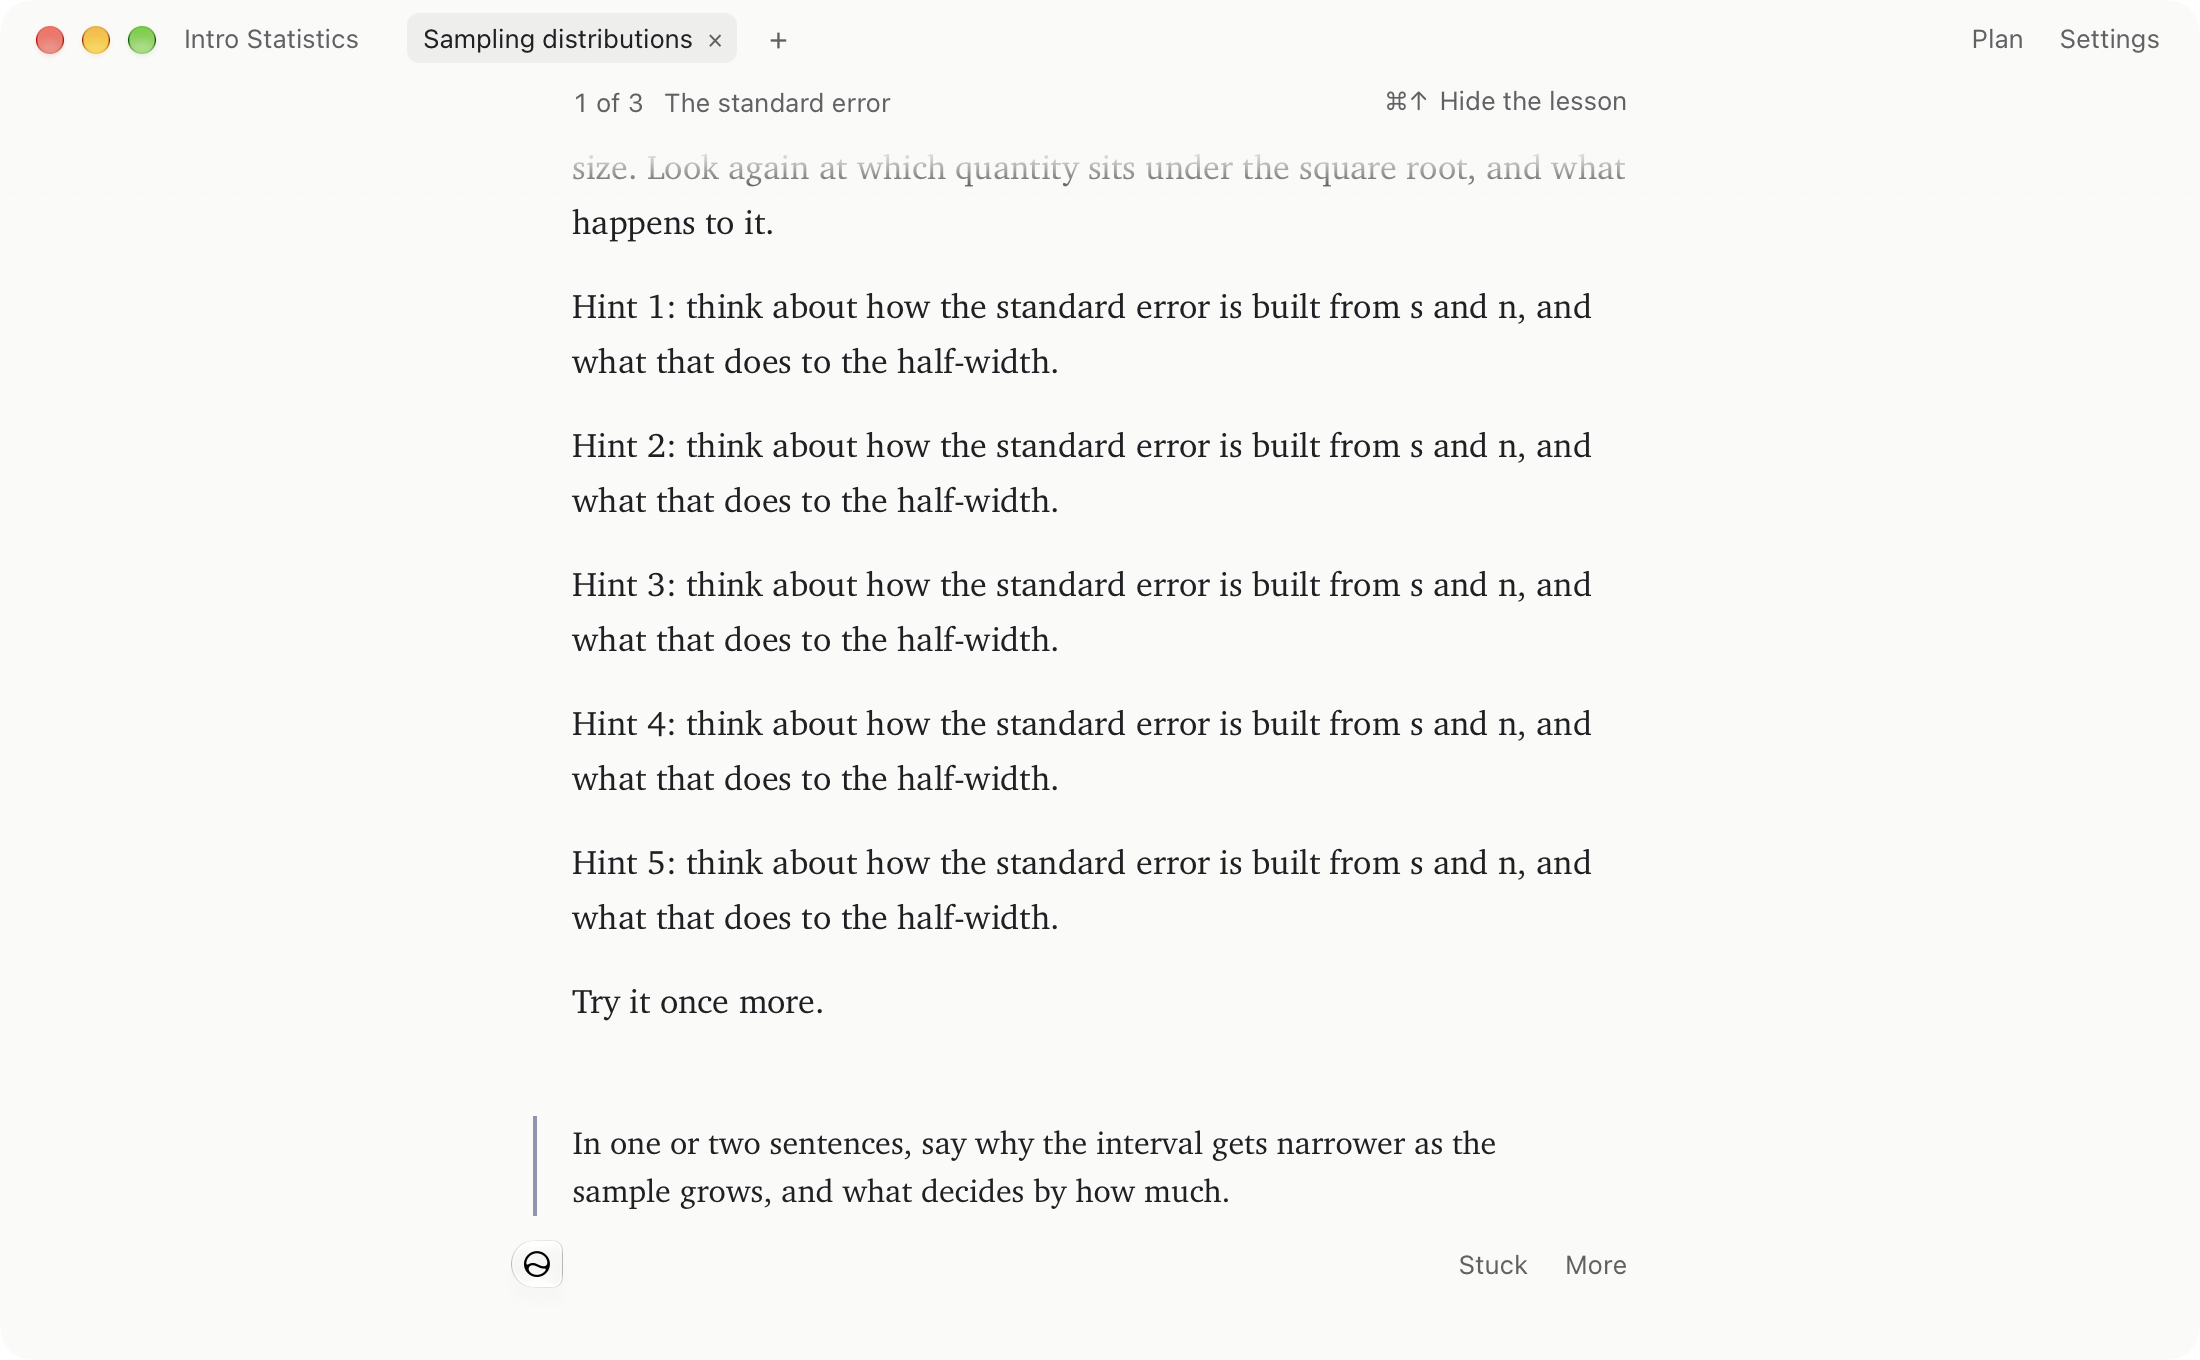 Intro Statistics
Sampling distributions ×
+
Plan
Settings
1 of 3 The standard error
⌘↑ Hide the lesson
size. Look again at which quantity sits under the square root, and what
happens to it.
Hint 1: think about how the standard error is built from s and n, and
what that does to the half-width.
Hint 2: think about how the standard error is built from s and n, and
what that does to the half-width.
Hint 3: think about how the standard error is built from s and n, and
what that does to the half-width.
Hint 4: think about how the standard error is built from s and n, and
what that does to the half-width.
Hint 5: think about how the standard error is built from s and n, and
what that does to the half-width.
Try it once more.
In one or two sentences, say why the interval gets narrower as the
sample grows, and what decides by how much.
Stuck
More